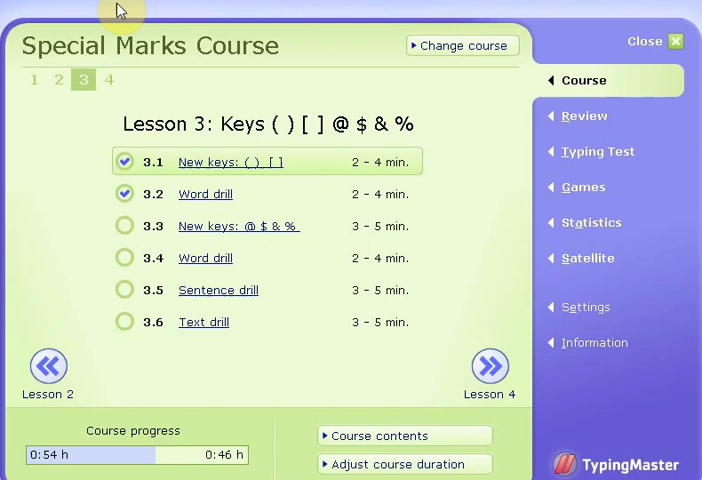 Special Marks Course
Change course
Close
1 2 3 4
Lesson 3: Keys ( ) [ ] @ $ & %
3.1 New keys: ( ) [ ] 2 - 4 min.
3.2 Word drill 2 - 4 min.
3.3 New keys: @ $ & % 3 - 5 min.
3.4 Word drill 2 - 4 min.
3.5 Sentence drill 3 - 5 min.
3.6 Text drill 3 - 5 min.
Lesson 2
Lesson 4
Course progress
0:54 h 0:46 h
Course contents
Adjust course duration
Course
Review
Typing Test
Games
Statistics
Satellite
Settings
Information
TypingMaster